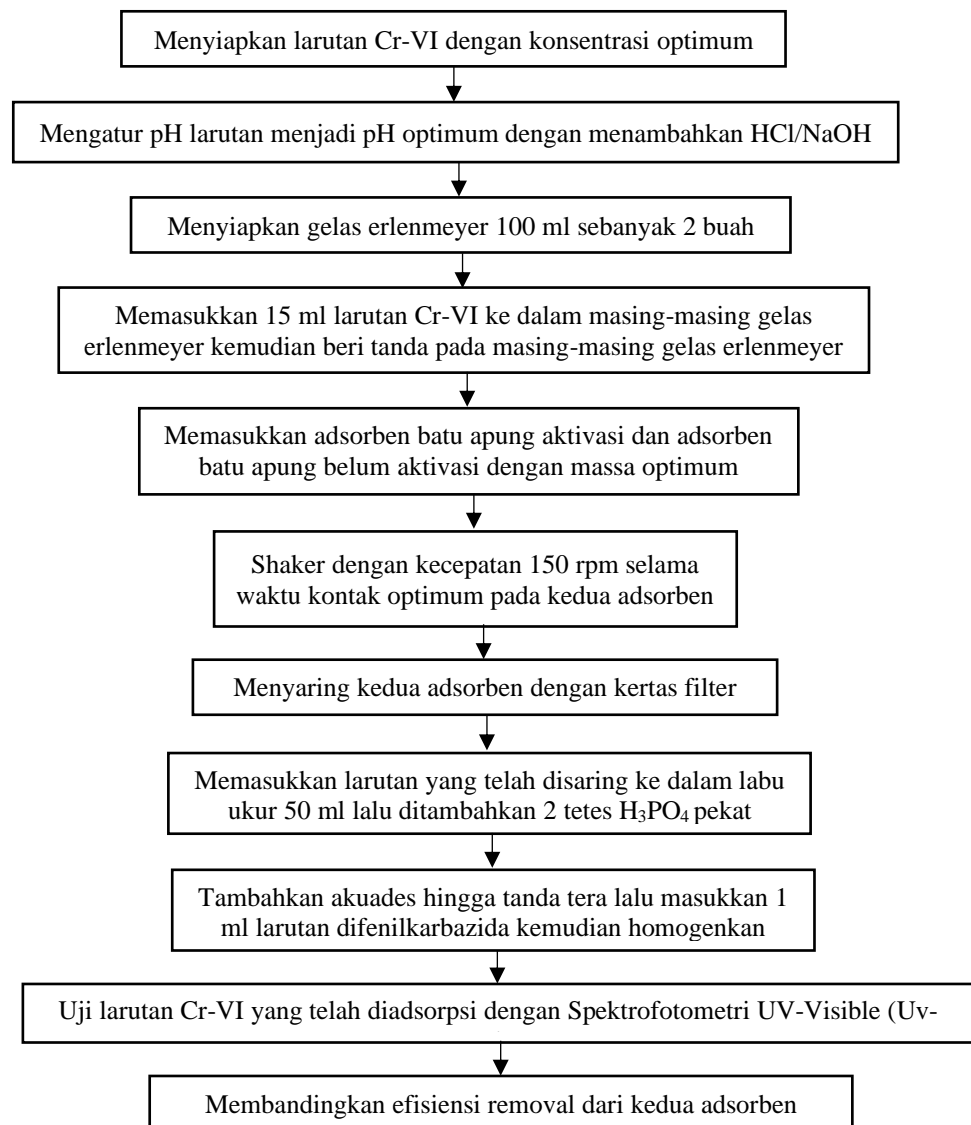 Menyiapkan larutan Cr-VI dengan konsentrasi optimum
Mengatur pH larutan menjadi pH optimum dengan menambahkan HCl/NaOH
Menyiapkan gelas erlenmeyer 100 ml sebanyak 2 buah
Memasukkan 15 ml larutan Cr-VI ke dalam masing-masing gelas
erlenmeyer kemudian beri tanda pada masing-masing gelas erlenmeyer
Memasukkan adsorben batu apung aktivasi dan adsorben
batu apung belum aktivasi dengan massa optimum
Shaker dengan kecepatan 150 rpm selama
waktu kontak optimum pada kedua adsorben
Menyaring kedua adsorben dengan kertas filter
Memasukkan larutan yang telah disaring ke dalam labu
ukur 50 ml lalu ditambahkan 2 tetes H₃PO₄ pekat
Tambahkan akuades hingga tanda tera lalu masukkan 1
ml larutan difenilkarbazida kemudian homogenkan
Uji larutan Cr-VI yang telah diadsorpsi dengan Spektrofotometri UV-Visible (Uv-
Membandingkan efisiensi removal dari kedua adsorben